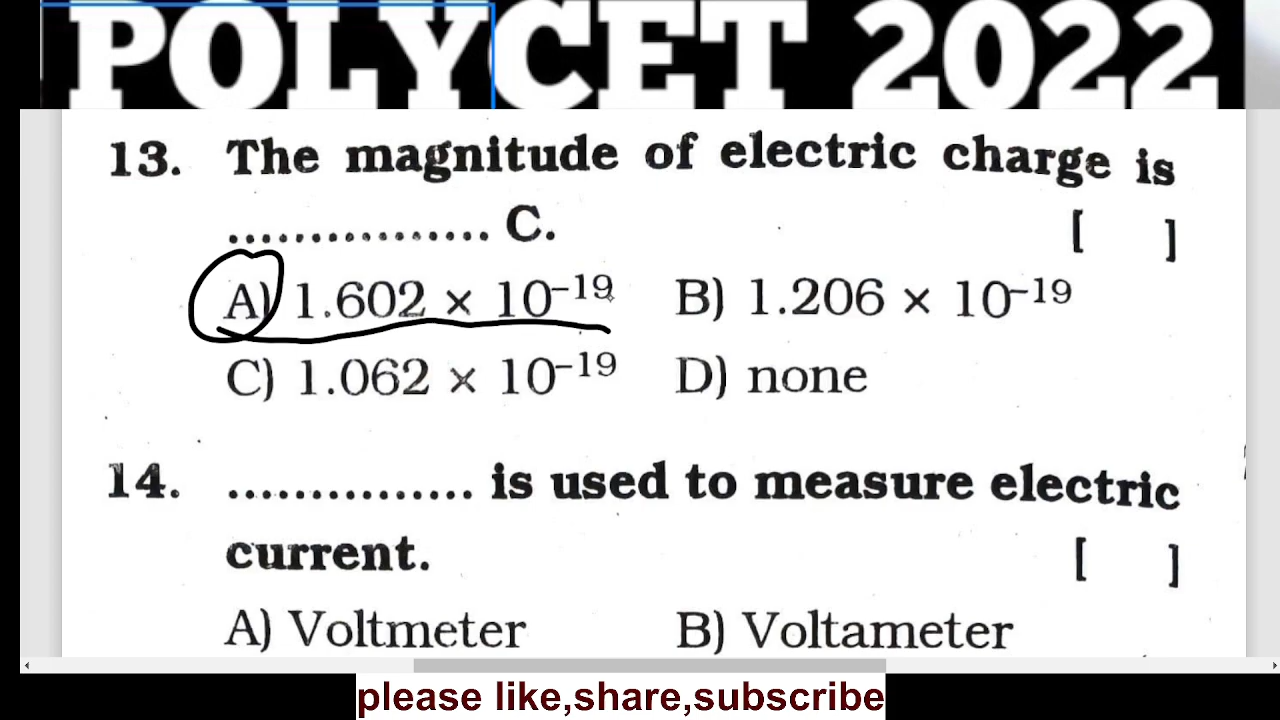 POLYCET 2022
13. The magnitude of electric charge is
................ C. [ ]
A) 1.602 × 10⁻¹⁹ B) 1.206 × 10⁻¹⁹
C) 1.062 × 10⁻¹⁹ D) none
14. ............... is used to measure electric
current. [ ]
A) Voltmeter B) Voltameter
please like,share,subscribe